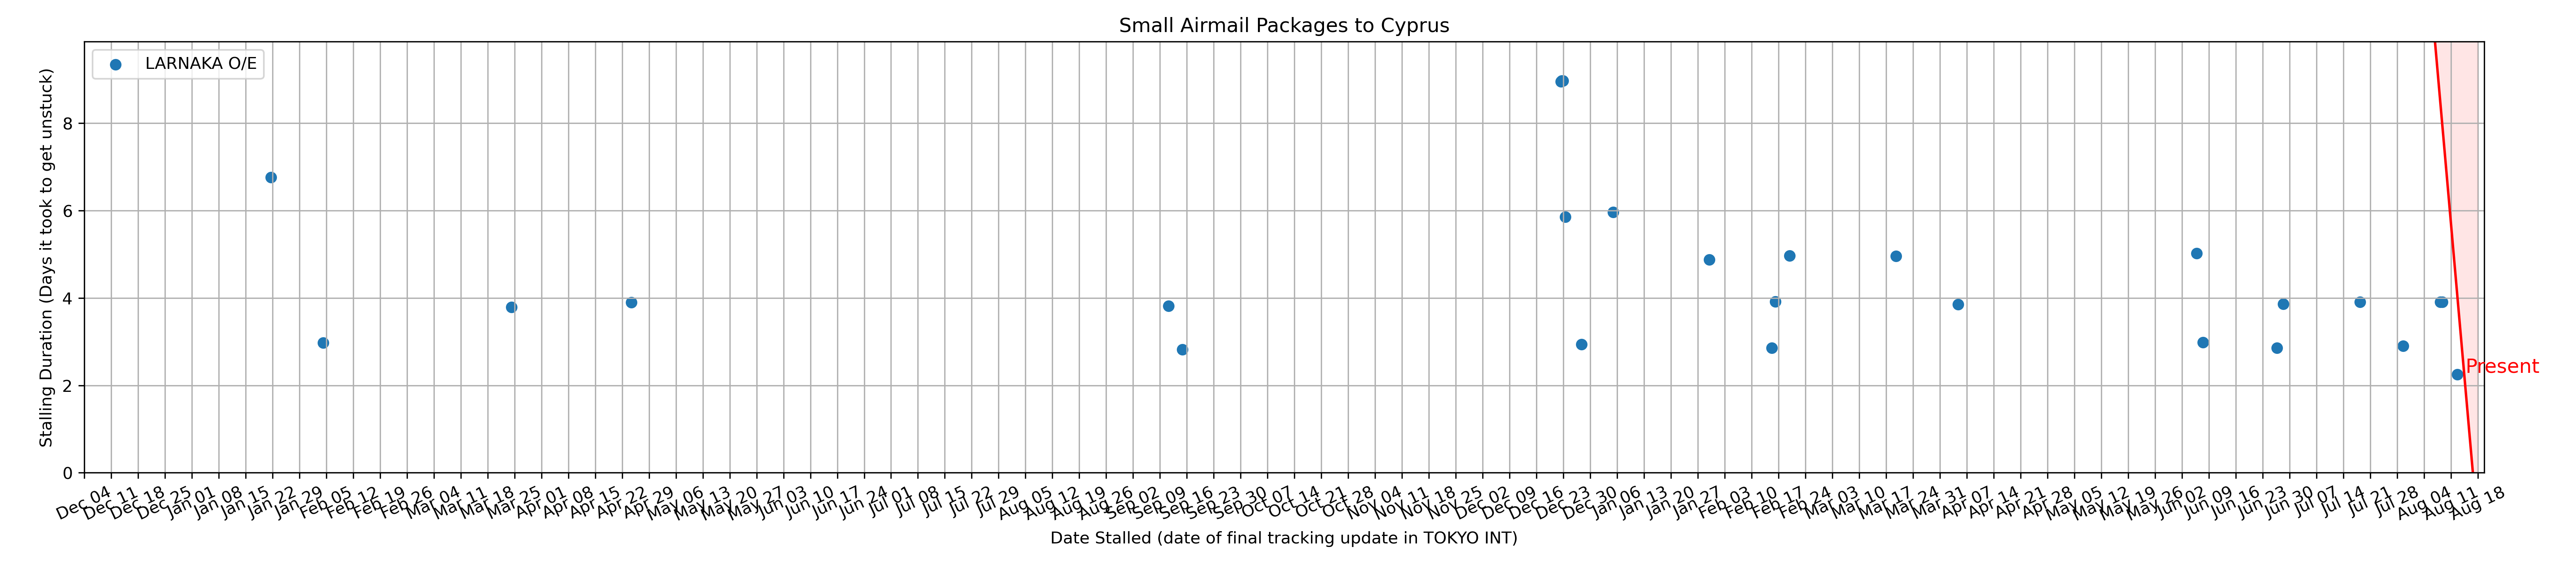 Small Airmail Packages to Cyprus
LARNAKA O/E
Stalling Duration (Days it took to get unstuck)
8
6
4
2
0
Present
Dec 04
Dec 11
Dec 18
Dec 25
Jan 01
Jan 08
Jan 15
Jan 22
Jan 29
Feb 05
Feb 12
Feb 19
Feb 26
Mar 04
Mar 11
Mar 18
Mar 25
Apr 01
Apr 08
Apr 15
Apr 22
Apr 29
May 06
May 13
May 20
May 27
Jun 03
Jun 10
Jun 17
Jun 24
Jul 01
Jul 08
Jul 15
Jul 22
Jul 29
Aug 05
Aug 12
Aug 19
Aug 26
Sep 02
Sep 09
Sep 16
Sep 23
Sep 30
Oct 07
Oct 14
Oct 21
Oct 28
Nov 04
Nov 11
Nov 18
Nov 25
Dec 02
Dec 09
Dec 16
Dec 23
Dec 30
Jan 06
Jan 13
Jan 20
Jan 27
Feb 03
Feb 10
Feb 17
Feb 24
Mar 03
Mar 10
Mar 17
Mar 24
Mar 31
Apr 07
Apr 14
Apr 21
Apr 28
May 05
May 12
May 19
May 26
Jun 02
Jun 09
Jun 16
Jun 23
Jun 30
Jul 07
Jul 14
Jul 21
Jul 28
Aug 04
Aug 11
Aug 18
Date Stalled (date of final tracking update in TOKYO INT)